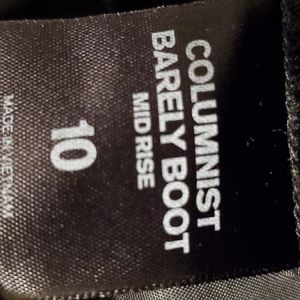 COLUMNIST
BARELY BOOT
MID RISE
10
MADE IN VIETNAM